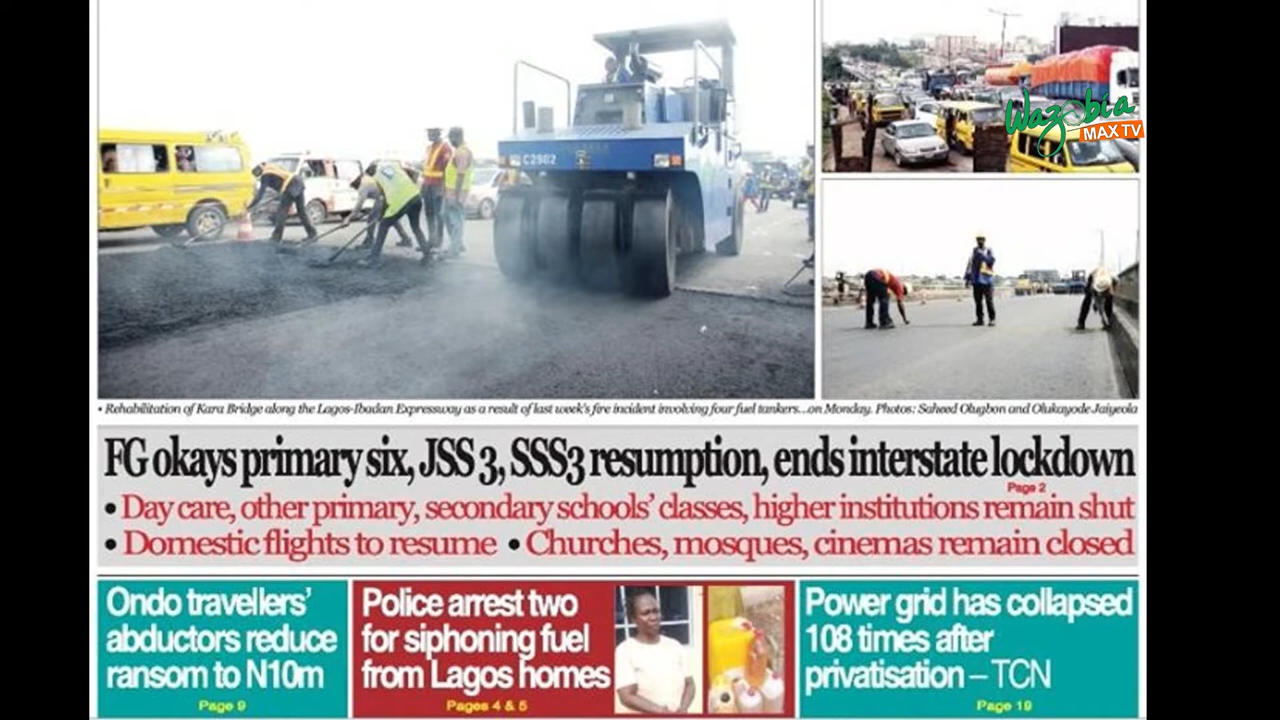 Wazobia
MAX TV
C2902
• Rehabilitation of Kara Bridge along the Lagos-Ibadan Expressway as a result of last week's fire incident involving four fuel tankers...on Monday. Photos: Saheed Olugbon and Olukayode Jaiyeola
FG okays primary six, JSS 3, SSS3 resumption, ends interstate lockdown
Page 2
• Day care, other primary, secondary schools' classes, higher institutions remain shut
• Domestic flights to resume • Churches, mosques, cinemas remain closed
Ondo travellers'
abductors reduce
ransom to N10m
Page 9
Police arrest two
for siphoning fuel
from Lagos homes
Pages 4 & 5
Power grid has collapsed
108 times after
privatisation – TCN
Page 19